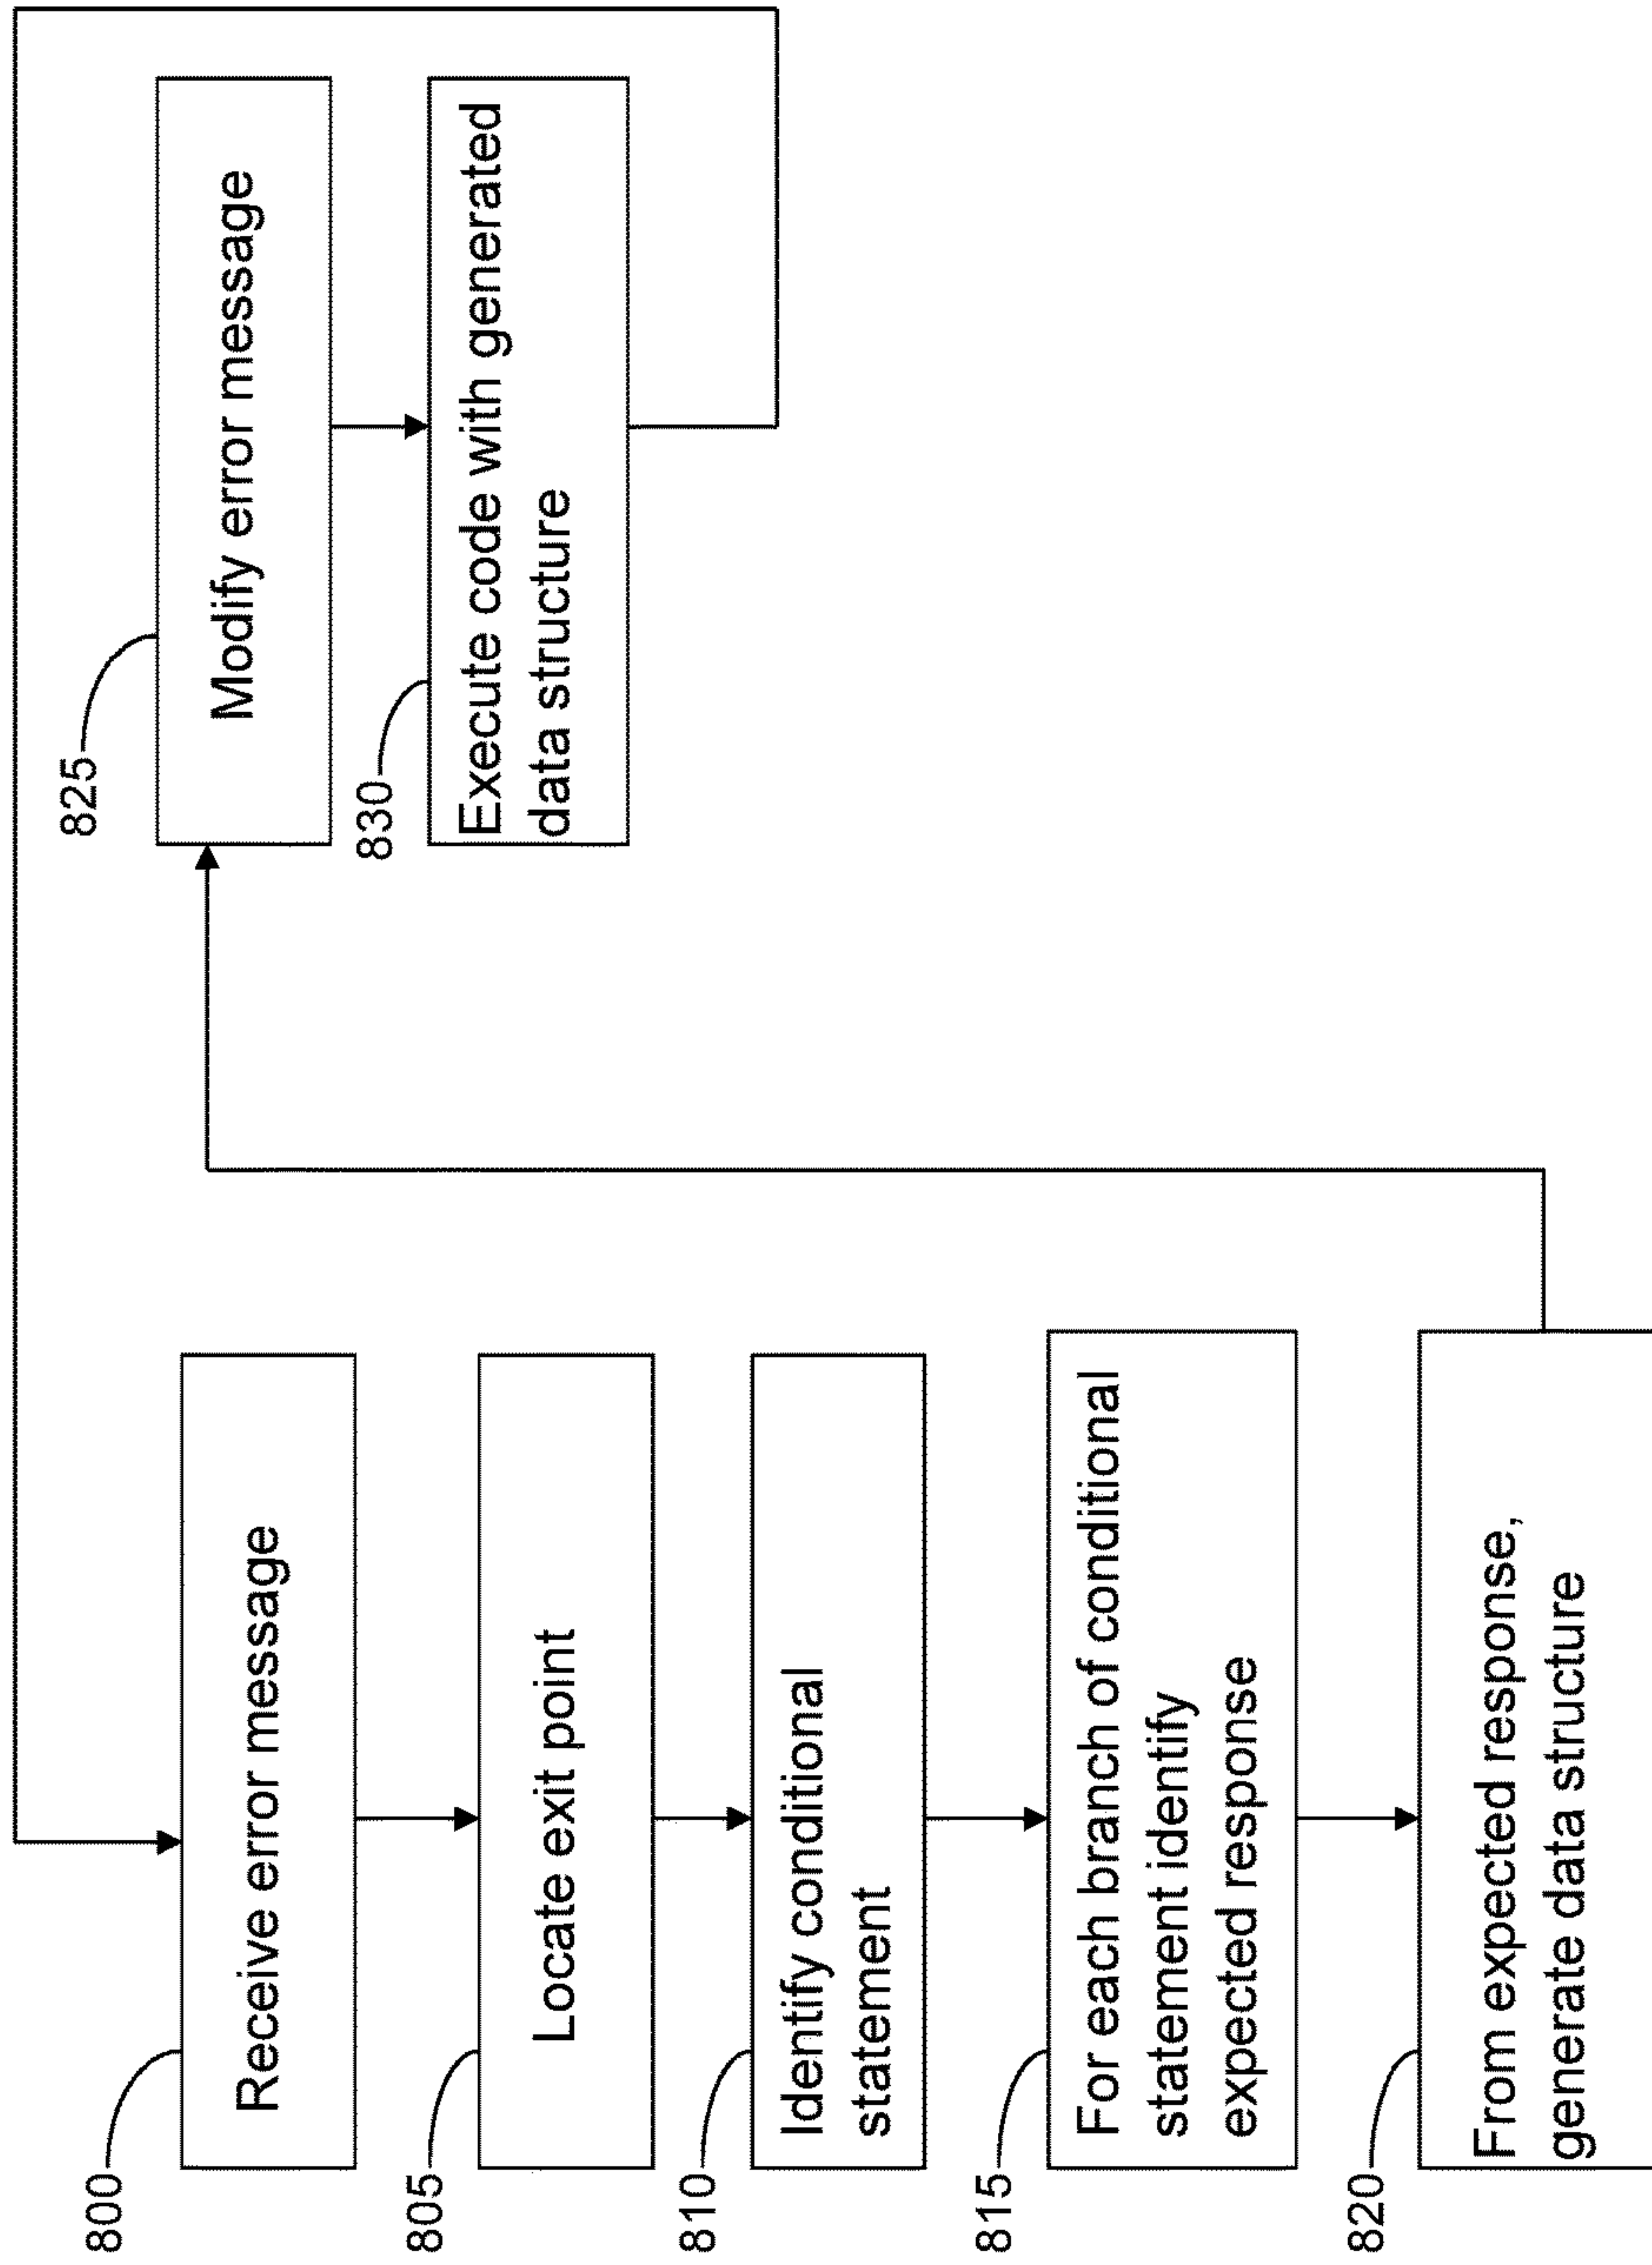 800
Receive error message
805
Locate exit point
810
Identify conditional
statement
815
For each branch of conditional
statement identify
expected response
820
From expected response,
generate data structure
825
Modify error message
830
Execute code with generated
data structure